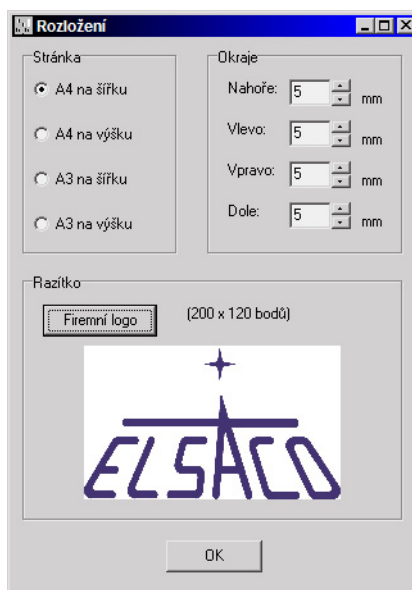 Rozložení
Stránka
A4 na šířku
A4 na výšku
A3 na šířku
A3 na výšku
Okraje
Nahoře: 5 mm
Vlevo: 5 mm
Vpravo: 5 mm
Dole: 5 mm
Razítko
Firemní logo (200 x 120 bodů)
ELSACO
OK